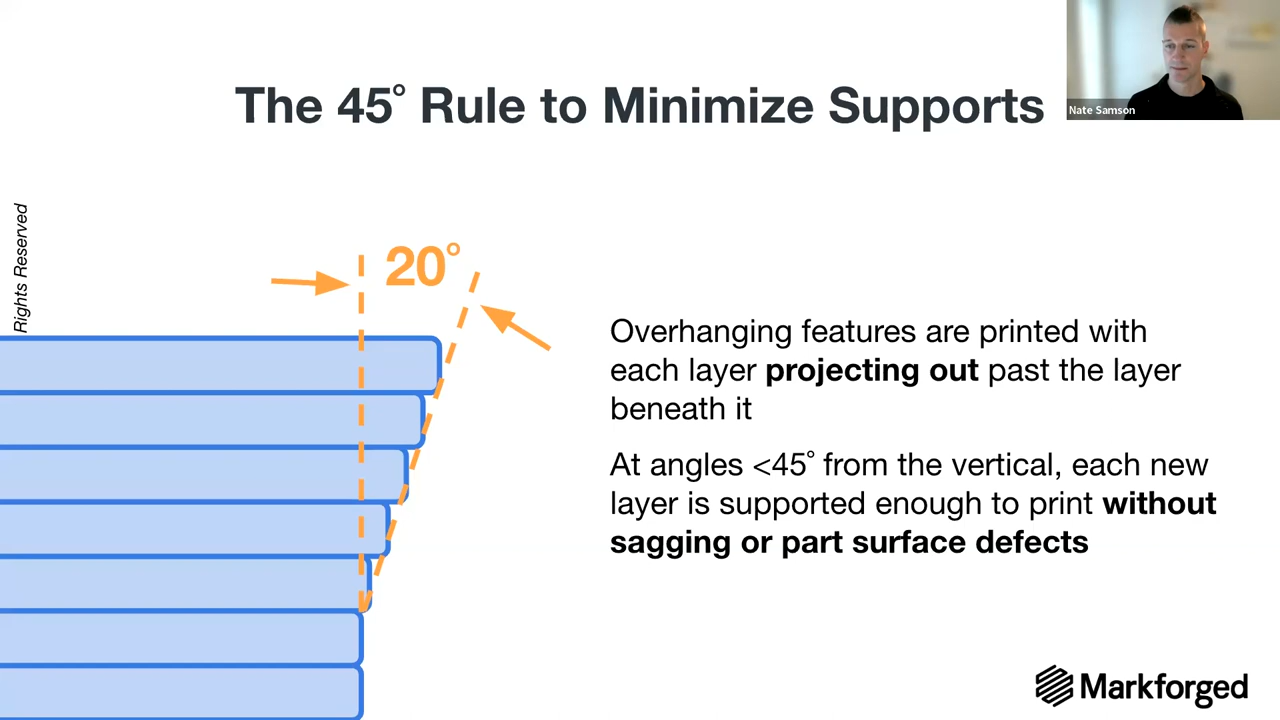 The 45° Rule to Minimize Supports
Nate Samson
Rights Reserved
20°
Overhanging features are printed with
each layer projecting out past the layer
beneath it
At angles <45° from the vertical, each new
layer is supported enough to print without
sagging or part surface defects
Markforged